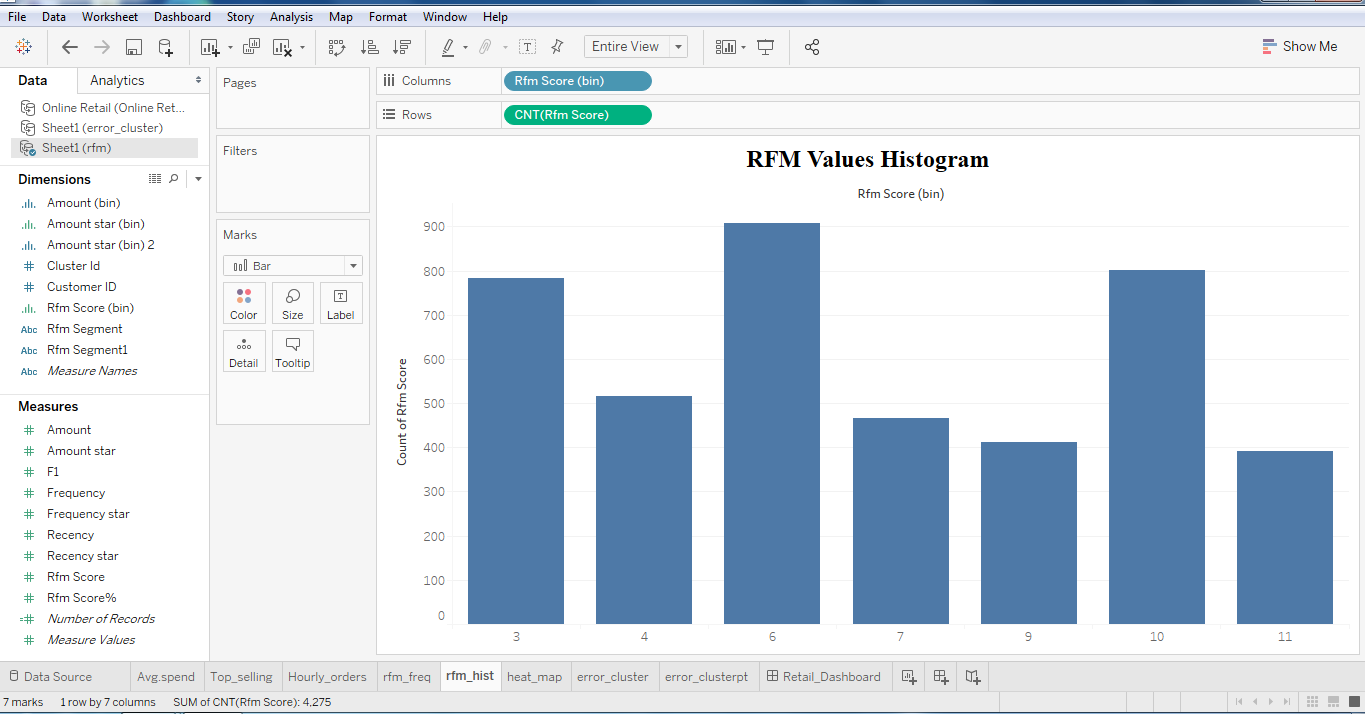 File Data Worksheet Dashboard Story Analysis Map Format Window Help
Entire View
Show Me
Data Analytics
Online Retail (Online Ret...
Sheet1 (error_cluster)
Sheet1 (rfm)
Dimensions
Amount (bin)
Amount star (bin)
Amount star (bin) 2
Cluster Id
Customer ID
Rfm Score (bin)
Abc Rfm Segment
Abc Rfm Segment1
Abc Measure Names
Measures
Amount
Amount star
F1
Frequency
Frequency star
Recency
Recency star
Rfm Score
Rfm Score%
Number of Records
Measure Values
Pages
Filters
Marks
Bar
Color Size Label
Detail Tooltip
Columns Rfm Score (bin)
Rows CNT(Rfm Score)
RFM Values Histogram
Rfm Score (bin)
Count of Rfm Score
900
800
700
600
500
400
300
200
100
0
3 4 6 7 9 10 11
Data Source Avg.spend Top_selling Hourly_orders rfm_freq rfm_hist heat_map error_cluster error_clusterpt Retail_Dashboard
7 marks 1 row by 7 columns SUM of CNT(Rfm Score): 4,275